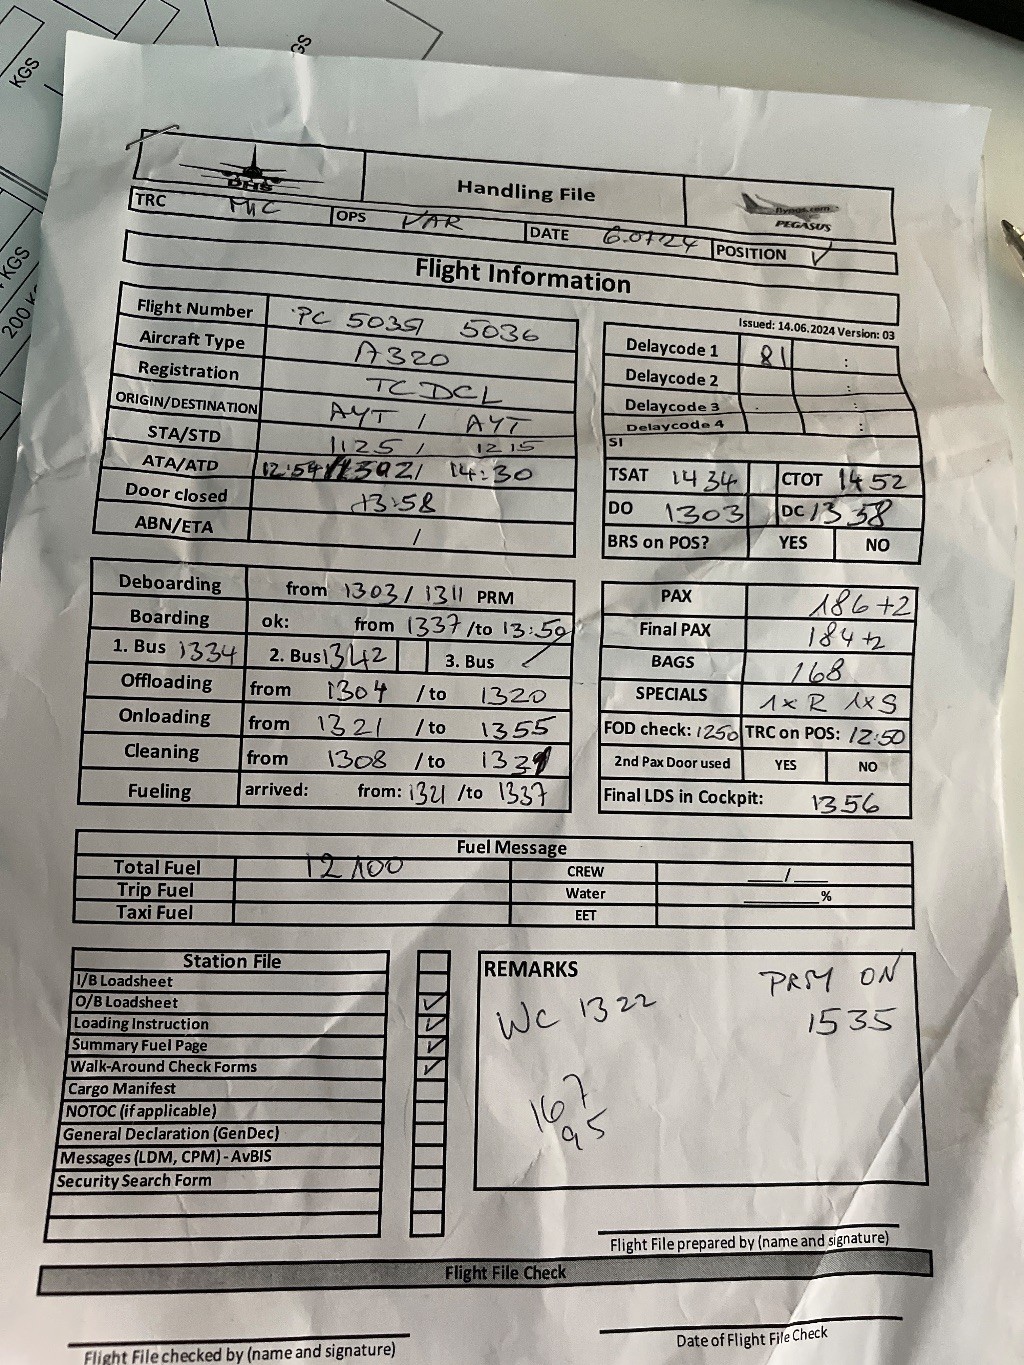 KGS
GS
KGS
200 K
DHS
Handling File
flypgs.com
PEGASUS
TRC MIC OPS VAR DATE 6.07.24 POSITION ✓
Flight Information
Issued: 14.06.2024 Version: 03
Flight Number PC 5035 5036
Aircraft Type A320
Registration TC DCL
ORIGIN/DESTINATION AYT / AYT
STA/STD 1125 / 1215
ATA/ATD 12:54 / 14:30
Door closed 13:58
ABN/ETA /
Delaycode 1 81 :
Delaycode 2 :
Delaycode 3 :
Delaycode 4 :
SI
TSAT 1434 CTOT 1452
DO 1303 DC 1358
BRS on POS? YES NO
Deboarding from 1303 / 1311 PRM
Boarding ok: from 1337 /to 13:50
1. Bus 1334 2. Bus 1342 3. Bus
Offloading from 1304 /to 1320
Onloading from 1321 /to 1355
Cleaning from 1308 /to
Fueling arrived: from: 1321 /to 1337
PAX 186+2
Final PAX 184+2
BAGS 168
SPECIALS 1x R 1x S
FOD check: 1250 TRC on POS: 12:50
2nd Pax Door used YES NO
Final LDS in Cockpit: 1356
Fuel Message
Total Fuel 12100 CREW ___/___
Trip Fuel Water ______%
Taxi Fuel EET
Station File
I/B Loadsheet
O/B Loadsheet ✓
Loading Instruction ✓
Summary Fuel Page ✓
Walk-Around Check Forms ✓
Cargo Manifest
NOTOC (if applicable)
General Declaration (GenDec)
Messages (LDM, CPM) - AvBIS
Security Search Form
REMARKS
PRM ON
WC 1322 1535
167
95
Flight File prepared by (name and signature)
Flight File Check
Flight File checked by (name and signature)
Date of Flight File Check